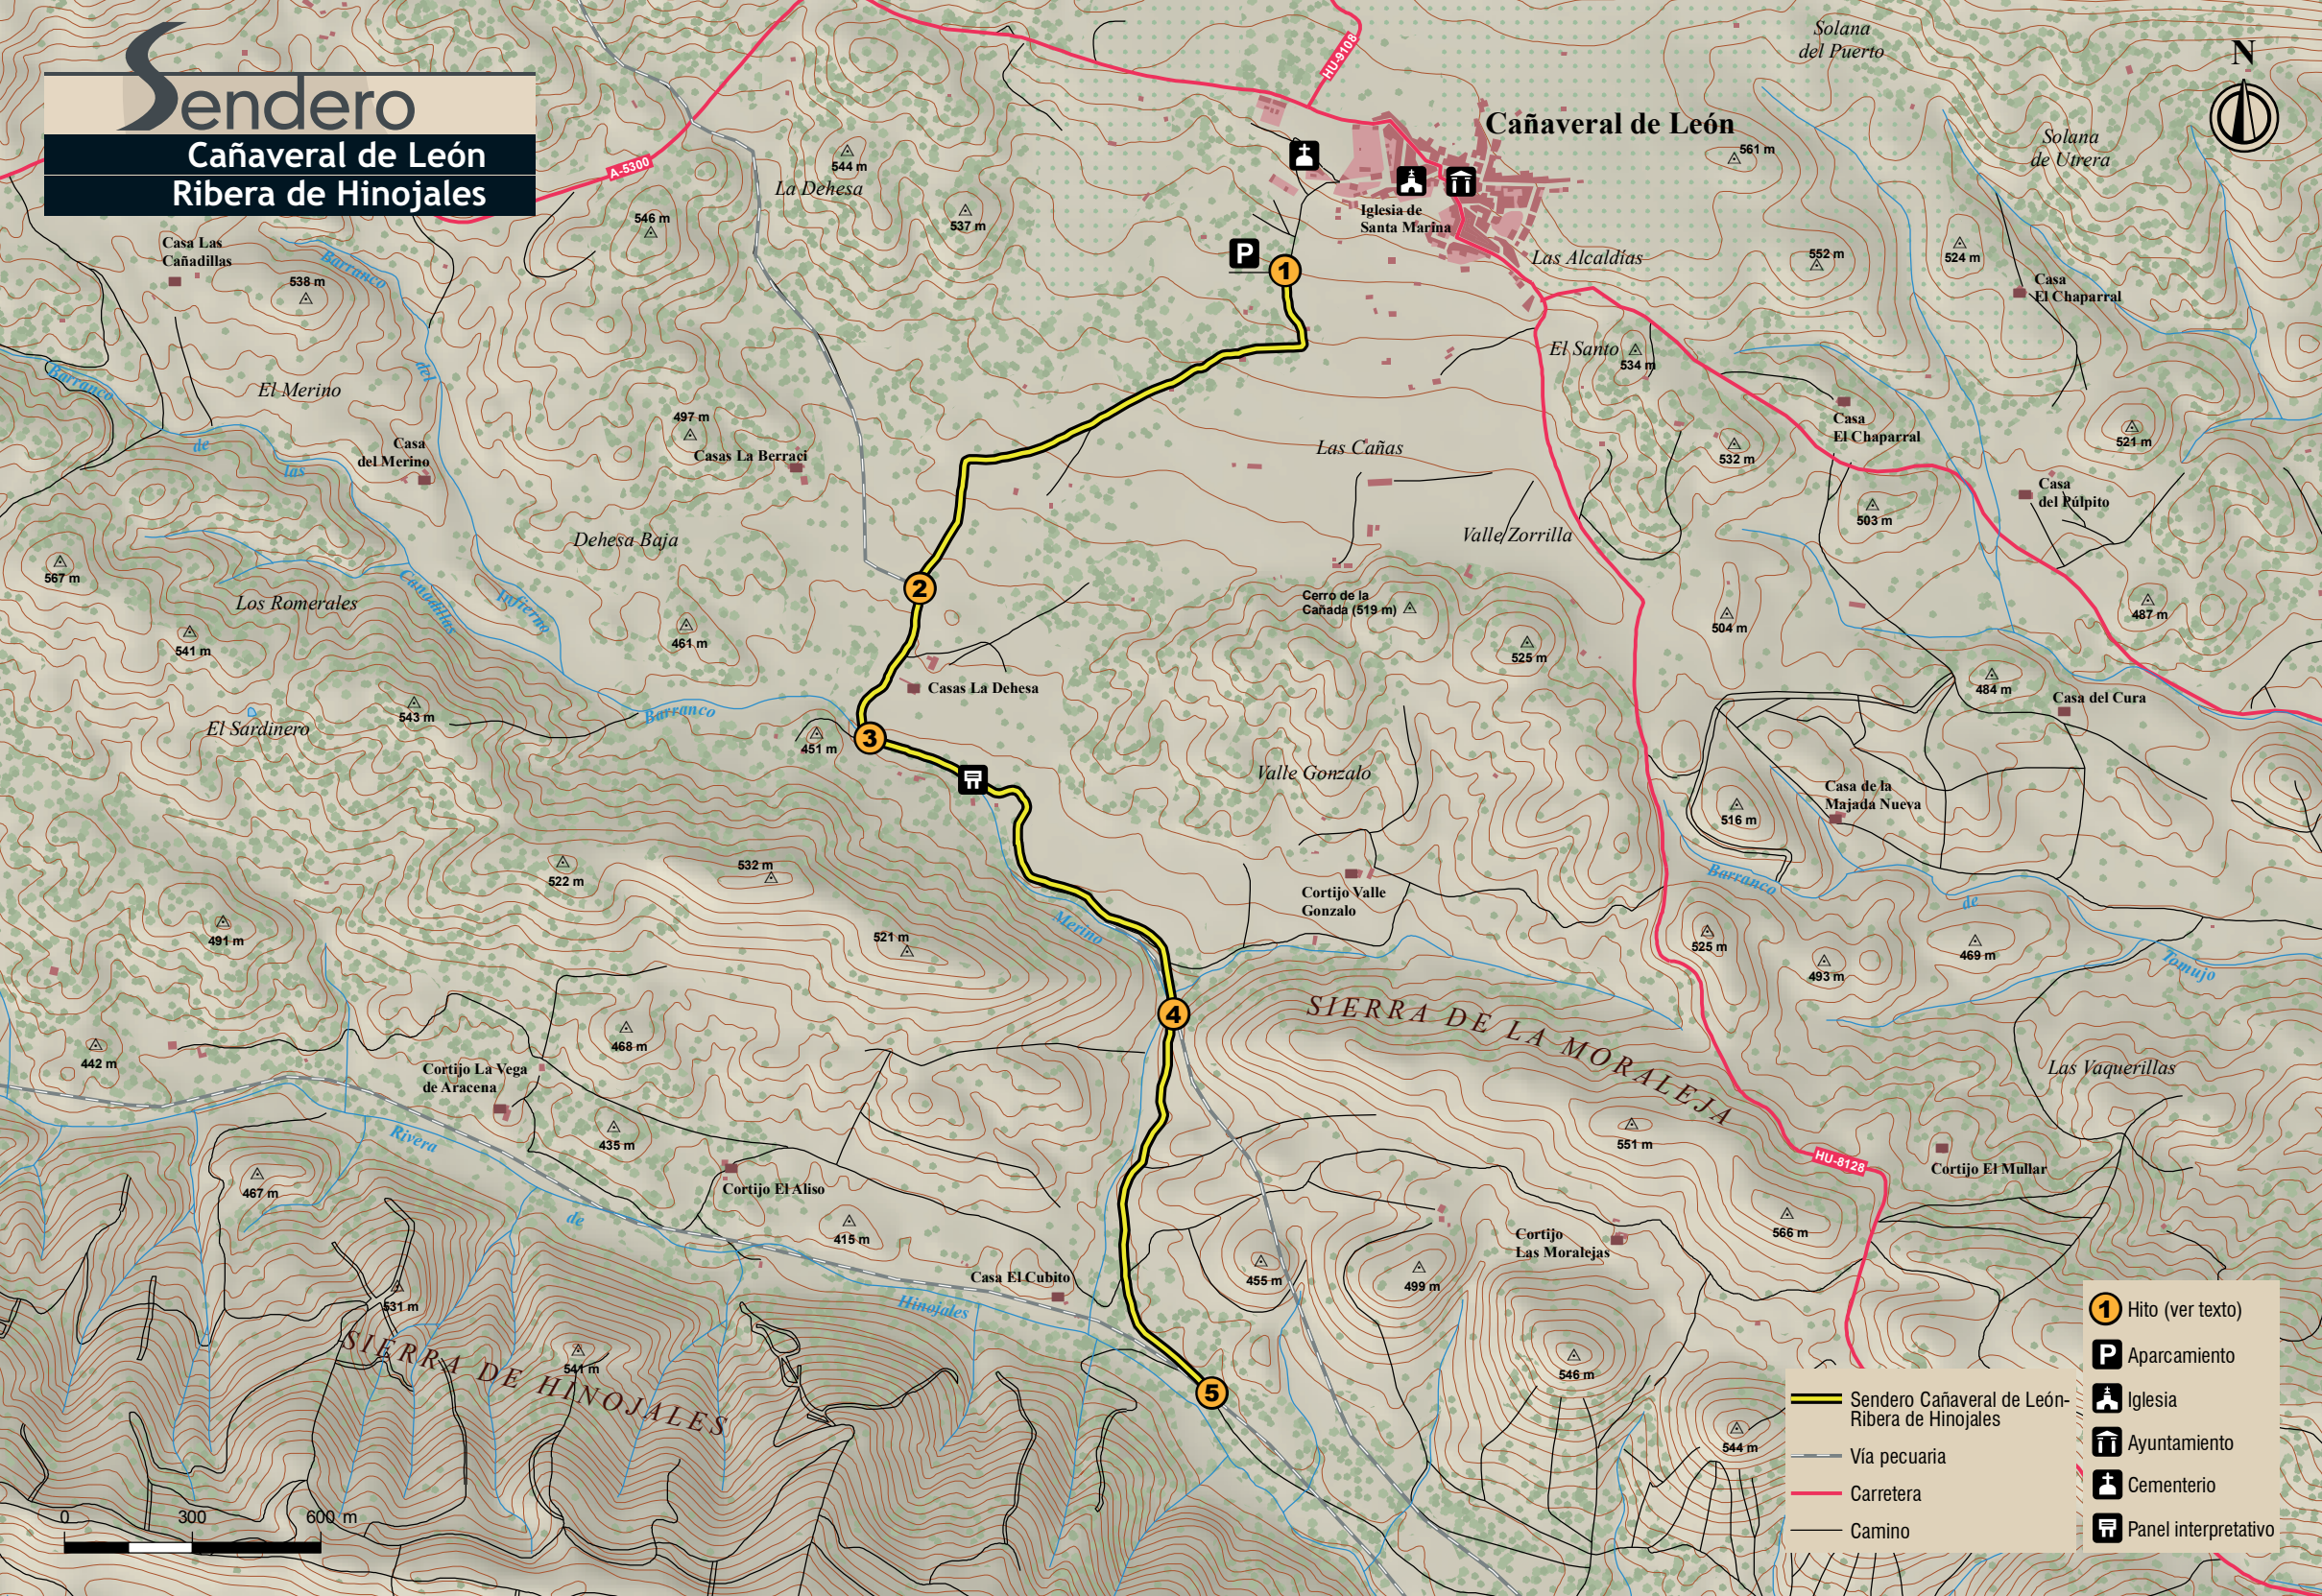 Sendero
Cañaveral de León
Ribera de Hinojales
N
HU-9108
A-5300
Solana
del Puerto
Cañaveral de León
561 m
Solana
de Utrera
544 m
La Dehesa
546 m
537 m
Iglesia de
Santa Marina
P
1
Las Alcaldías
552 m
524 m
Casa
El Chaparral
Casa Las
Cañadillas
538 m
Barranco
del
Infierno
Barranco
de
las
Cañadillas
El Merino
Casa
del Merino
497 m
Casas La Berraci
El Santo
534 m
Las Cañas
532 m
Casa
El Chaparral
521 m
Casa
del Púlpito
503 m
Valle Zorrilla
Dehesa Baja
567 m
Los Romerales
541 m
461 m
2
Cerro de la
Cañada (519 m)
525 m
504 m
487 m
484 m
Casa del Cura
Casas La Dehesa
543 m
El Sardinero
Barranco
451 m
3
Valle Gonzalo
Casa de la
Majada Nueva
516 m
522 m
532 m
Cortijo Valle
Gonzalo
Barranco
de
Tomujo
491 m
521 m
Merino
525 m
493 m
469 m
4
SIERRA DE LA MORALEJA
442 m
468 m
Cortijo La Vega
de Aracena
Las Vaquerillas
435 m
Rivera
de
Hinojales
551 m
HU-8128
Cortijo El Mullar
467 m
Cortijo El Aliso
415 m
566 m
Cortijo
Las Moralejas
455 m
499 m
Casa El Cubito
531 m
SIERRA DE HINOJALES
541 m
546 m
5
544 m
0 300 600 m
Sendero Cañaveral de León-
Ribera de Hinojales
Vía pecuaria
Carretera
Camino
1 Hito (ver texto)
P Aparcamiento
Iglesia
Ayuntamiento
Cementerio
Panel interpretativo